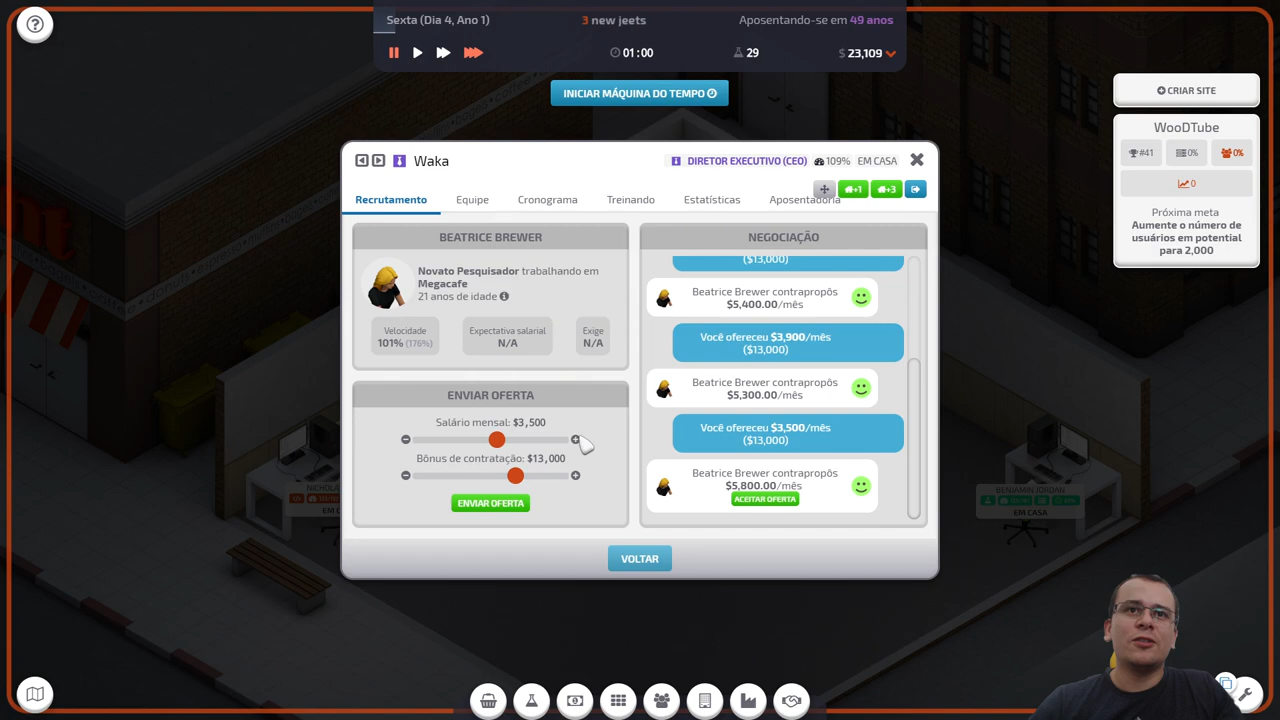 Sexta (Dia 4, Ano 1)
3 new jeets
Aposentando-se em 49 anos
01:00
29
$ 23,109
INICIAR MÁQUINA DO TEMPO
CRIAR SITE
WooDTube
#41
0%
0%
0
Próxima meta
Aumente o número de
usuários em potential
para 2,000
Waka
DIRETOR EXECUTIVO (CEO)
109%
EM CASA
+1
+3
Recrutamento
Equipe
Cronograma
Treinando
Estatísticas
Aposentadoria
BEATRICE BREWER
Novato Pesquisador trabalhando em
Megacafe
21 anos de idade
Velocidade
101% (176%)
Expectativa salarial
N/A
Exige
N/A
ENVIAR OFERTA
Salário mensal: $3,500
Bônus de contratação: $13,000
ENVIAR OFERTA
NEGOCIAÇÃO
($13,000)
Beatrice Brewer contrapropôs
$5,400.00/mês
Você ofereceu $3,900/mês
($13,000)
Beatrice Brewer contrapropôs
$5,300.00/mês
Você ofereceu $3,500/mês
($13,000)
Beatrice Brewer contrapropôs
$5,800.00/mês
ACEITAR OFERTA
VOLTAR
BENJAMIN JORDAN
EM CASA